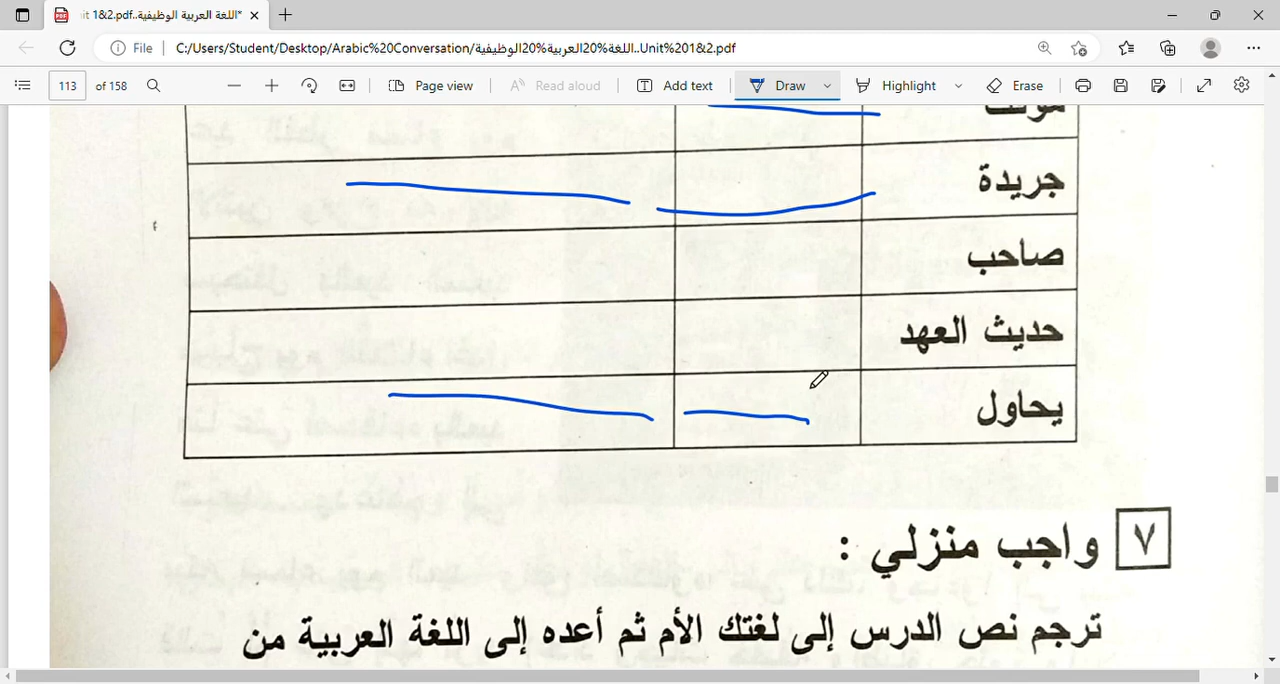 *اللغة العربية الوظيفية..it 1&2.pdf
File
C:/Users/Student/Desktop/Arabic%20Conversation/اللغة%20العربية%20الوظيفية..Unit%201&2.pdf
113 of 158
Page view
Read aloud
Add text
Draw
Highlight
Erase
جريدة
صاحب
حديث العهد
يحاول
٧ واجب منزلي :
ترجم نص الدرس إلى لغتك الأم ثم أعده إلى اللغة العربية من